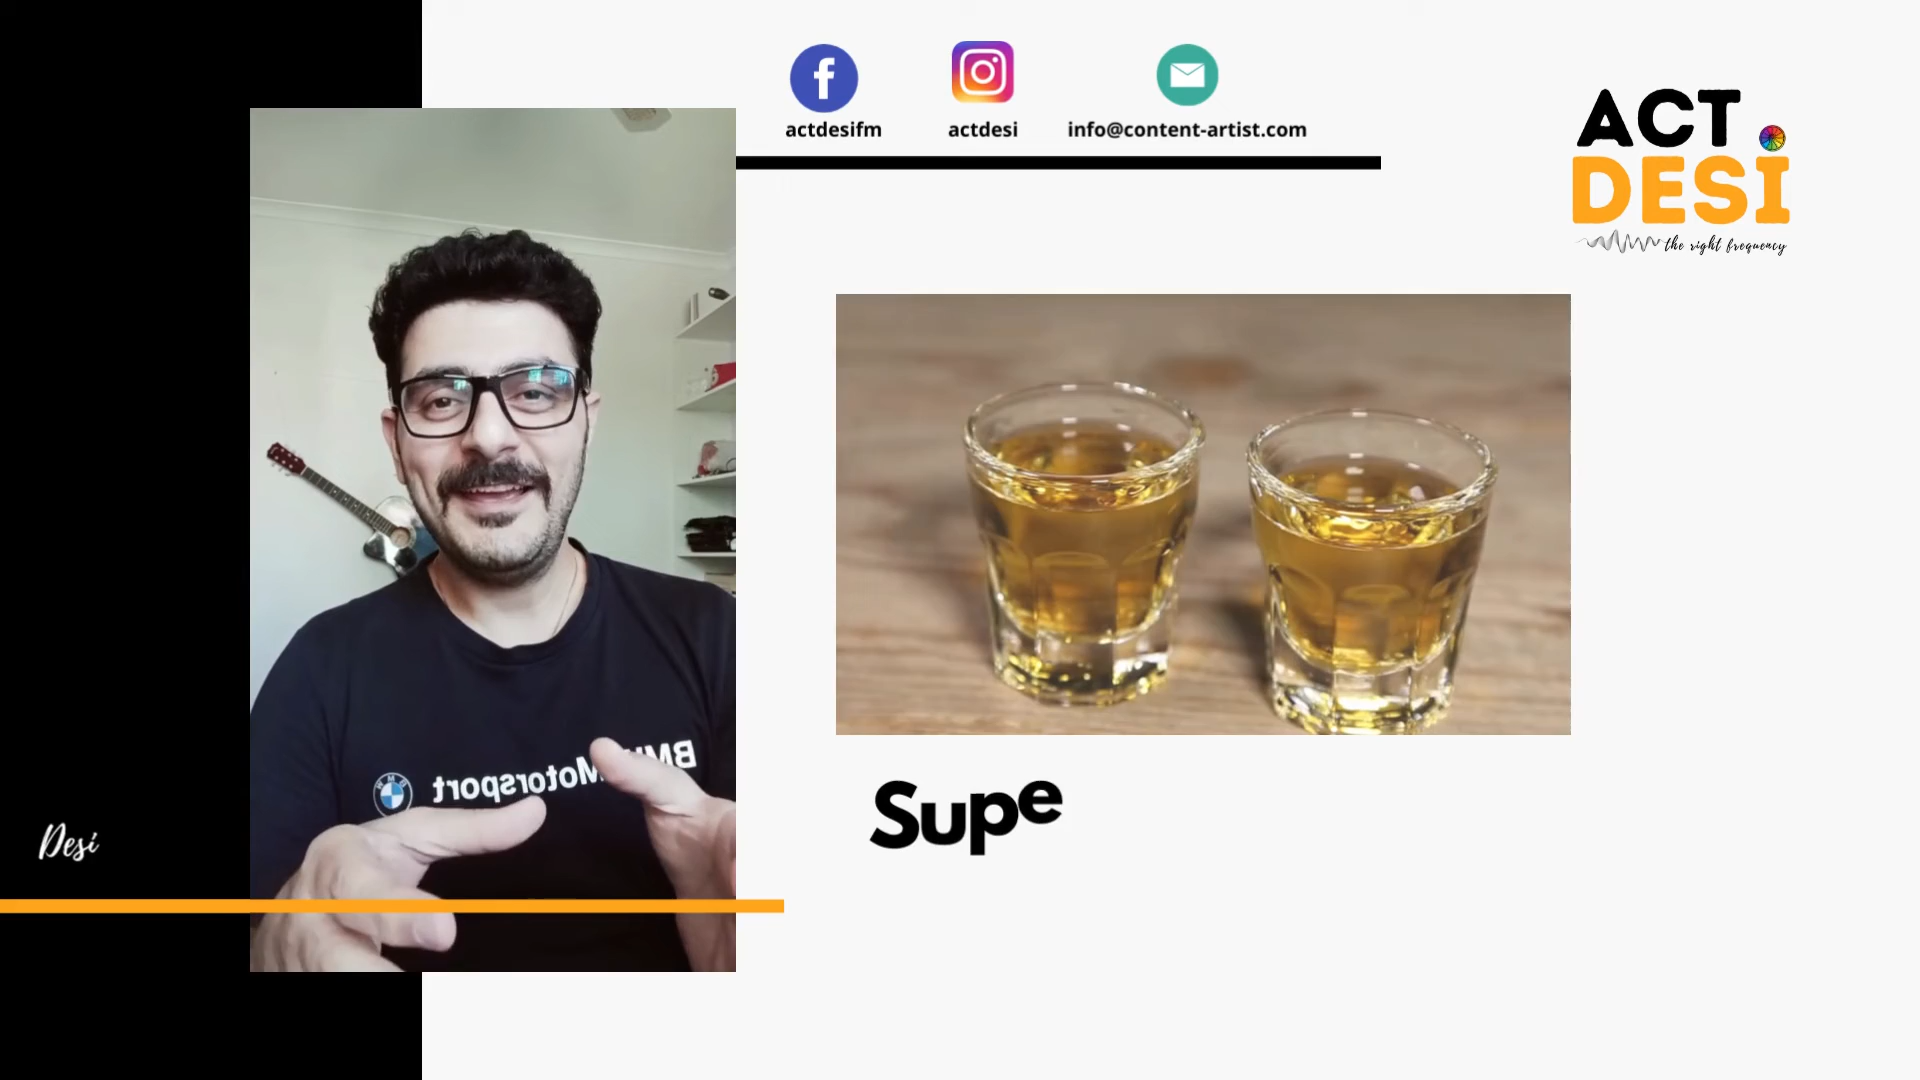 actdesifm
actdesi
info@content-artist.com
ACT
DESI
the right frequency
BMW Motorsport
Supe
Desi